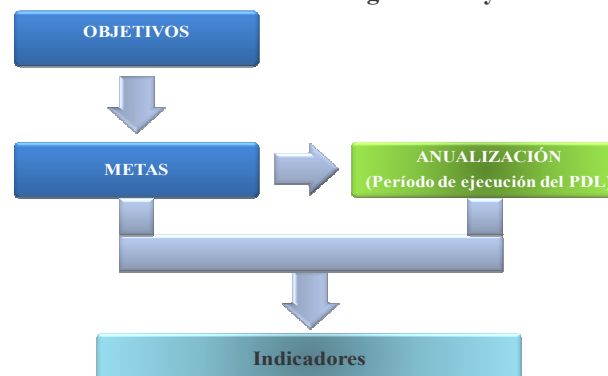 OBJETIVOS
METAS
ANUALIZACIÓN
(Período de ejecución del PDL)
Indicadores